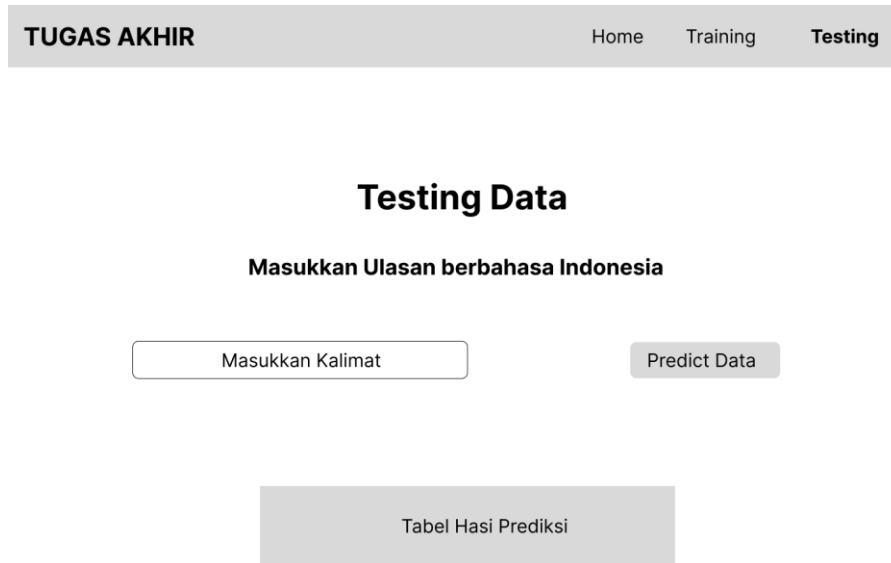 TUGAS AKHIR Home Training Testing
Testing Data
Masukkan Ulasan berbahasa Indonesia
Masukkan Kalimat Predict Data
Tabel Hasi Prediksi